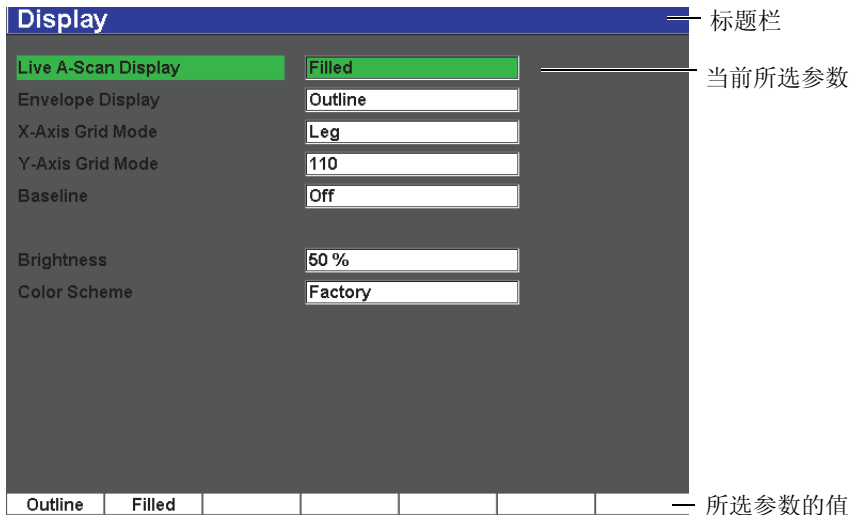 Display
标题栏
Live A-Scan Display Filled
当前所选参数
Envelope Display Outline
X-Axis Grid Mode Leg
Y-Axis Grid Mode 110
Baseline Off
Brightness 50 %
Color Scheme Factory
Outline Filled
所选参数的值